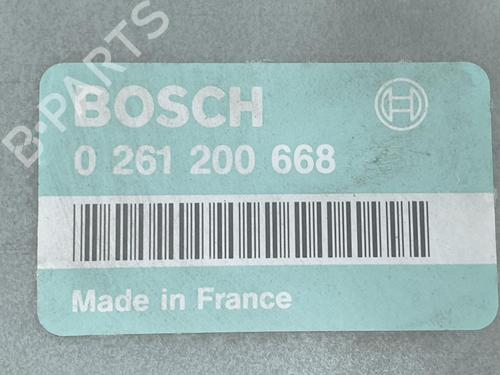 B-PARTS
BOSCH
0 261 200 668
Made in France